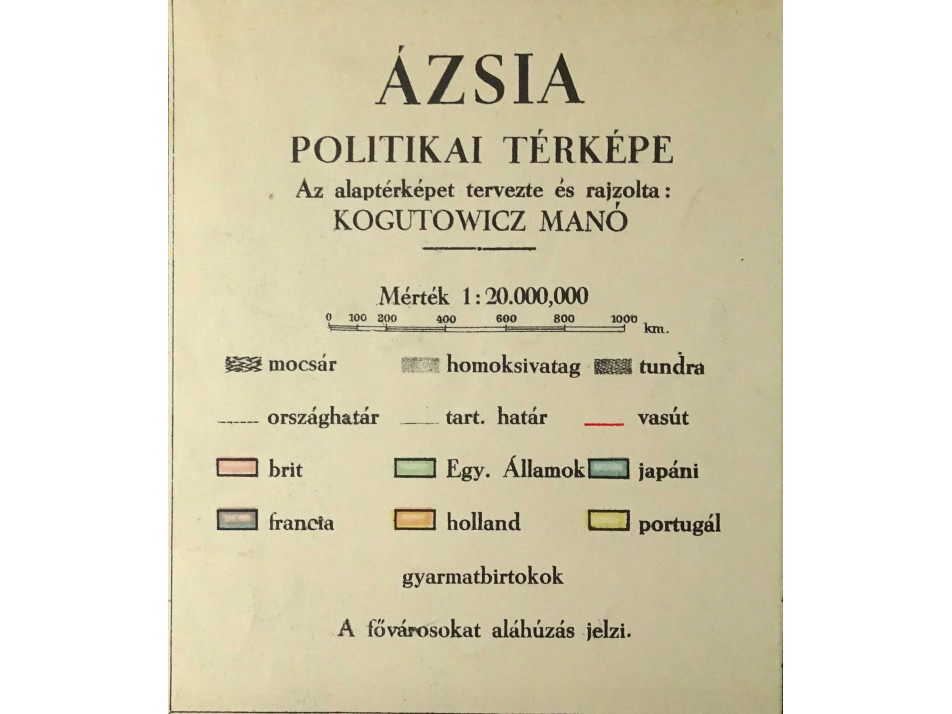 ÁZSIA
POLITIKAI TÉRKÉPE
Az alaptérképet tervezte és rajzolta:
KOGUTOWICZ MANÓ
Mérték 1:20.000,000
0 100 200 400 600 800 1000 km.
mocsár homoksivatag tundra
országhatár tart. határ vasút
brit Egy. Államok japáni
francia holland portugál
gyarmatbirtokok
A fővárosokat aláhúzás jelzi.